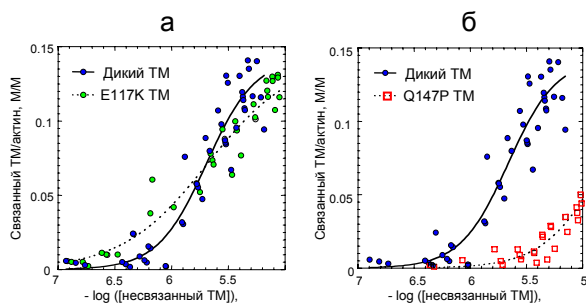 а
Связанный ТМ/актин, М/М
0.15
0.1
0.05
0
Дикий ТМ
E117K ТМ
7
6.5
6
5.5
- log ([несвязанный ТМ]),
б
Связанный ТМ/актин, М/М
0.15
0.1
0.05
0
Дикий ТМ
Q147P ТМ
7
6.5
6
5.5
5
- log ([несвязанный ТМ]),